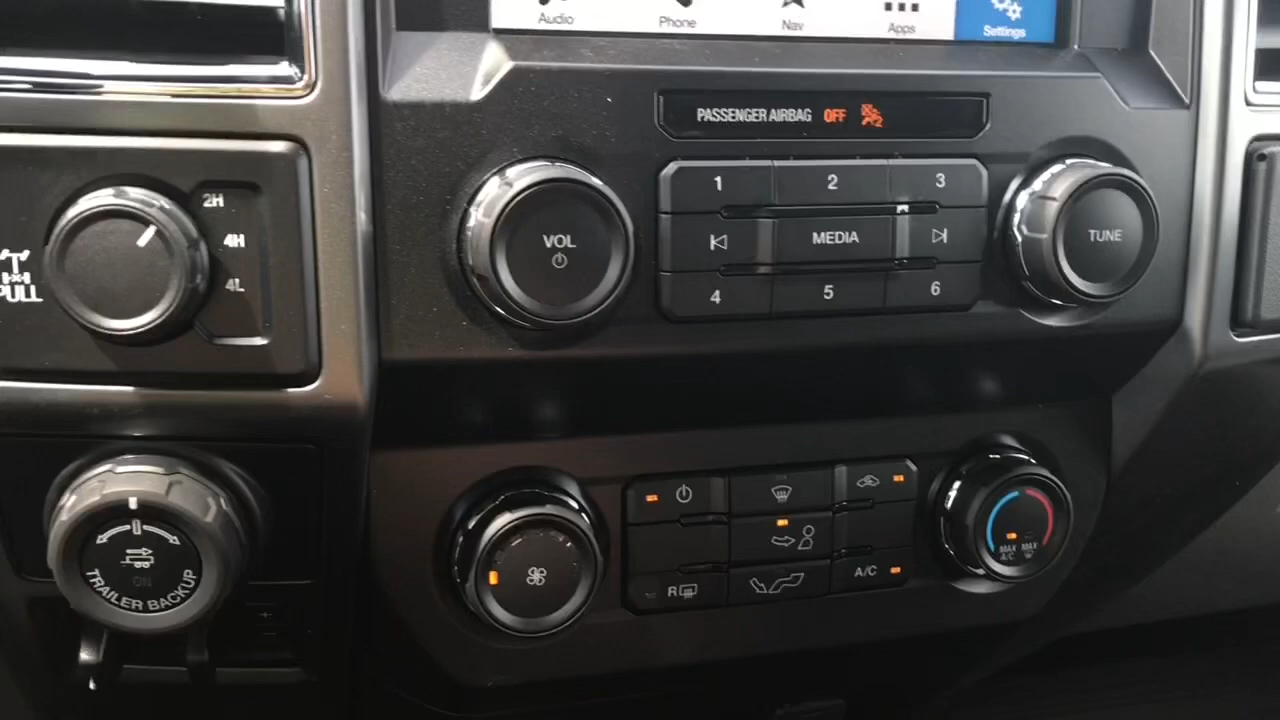 Audio Phone Nav Apps Settings
PASSENGER AIRBAG OFF
2H
4H
4L
PULL
VOL
1 2 3
MEDIA
4 5 6
TUNE
TRAILER BACKUP
ON
R
A/C
MAX A/C
MAX